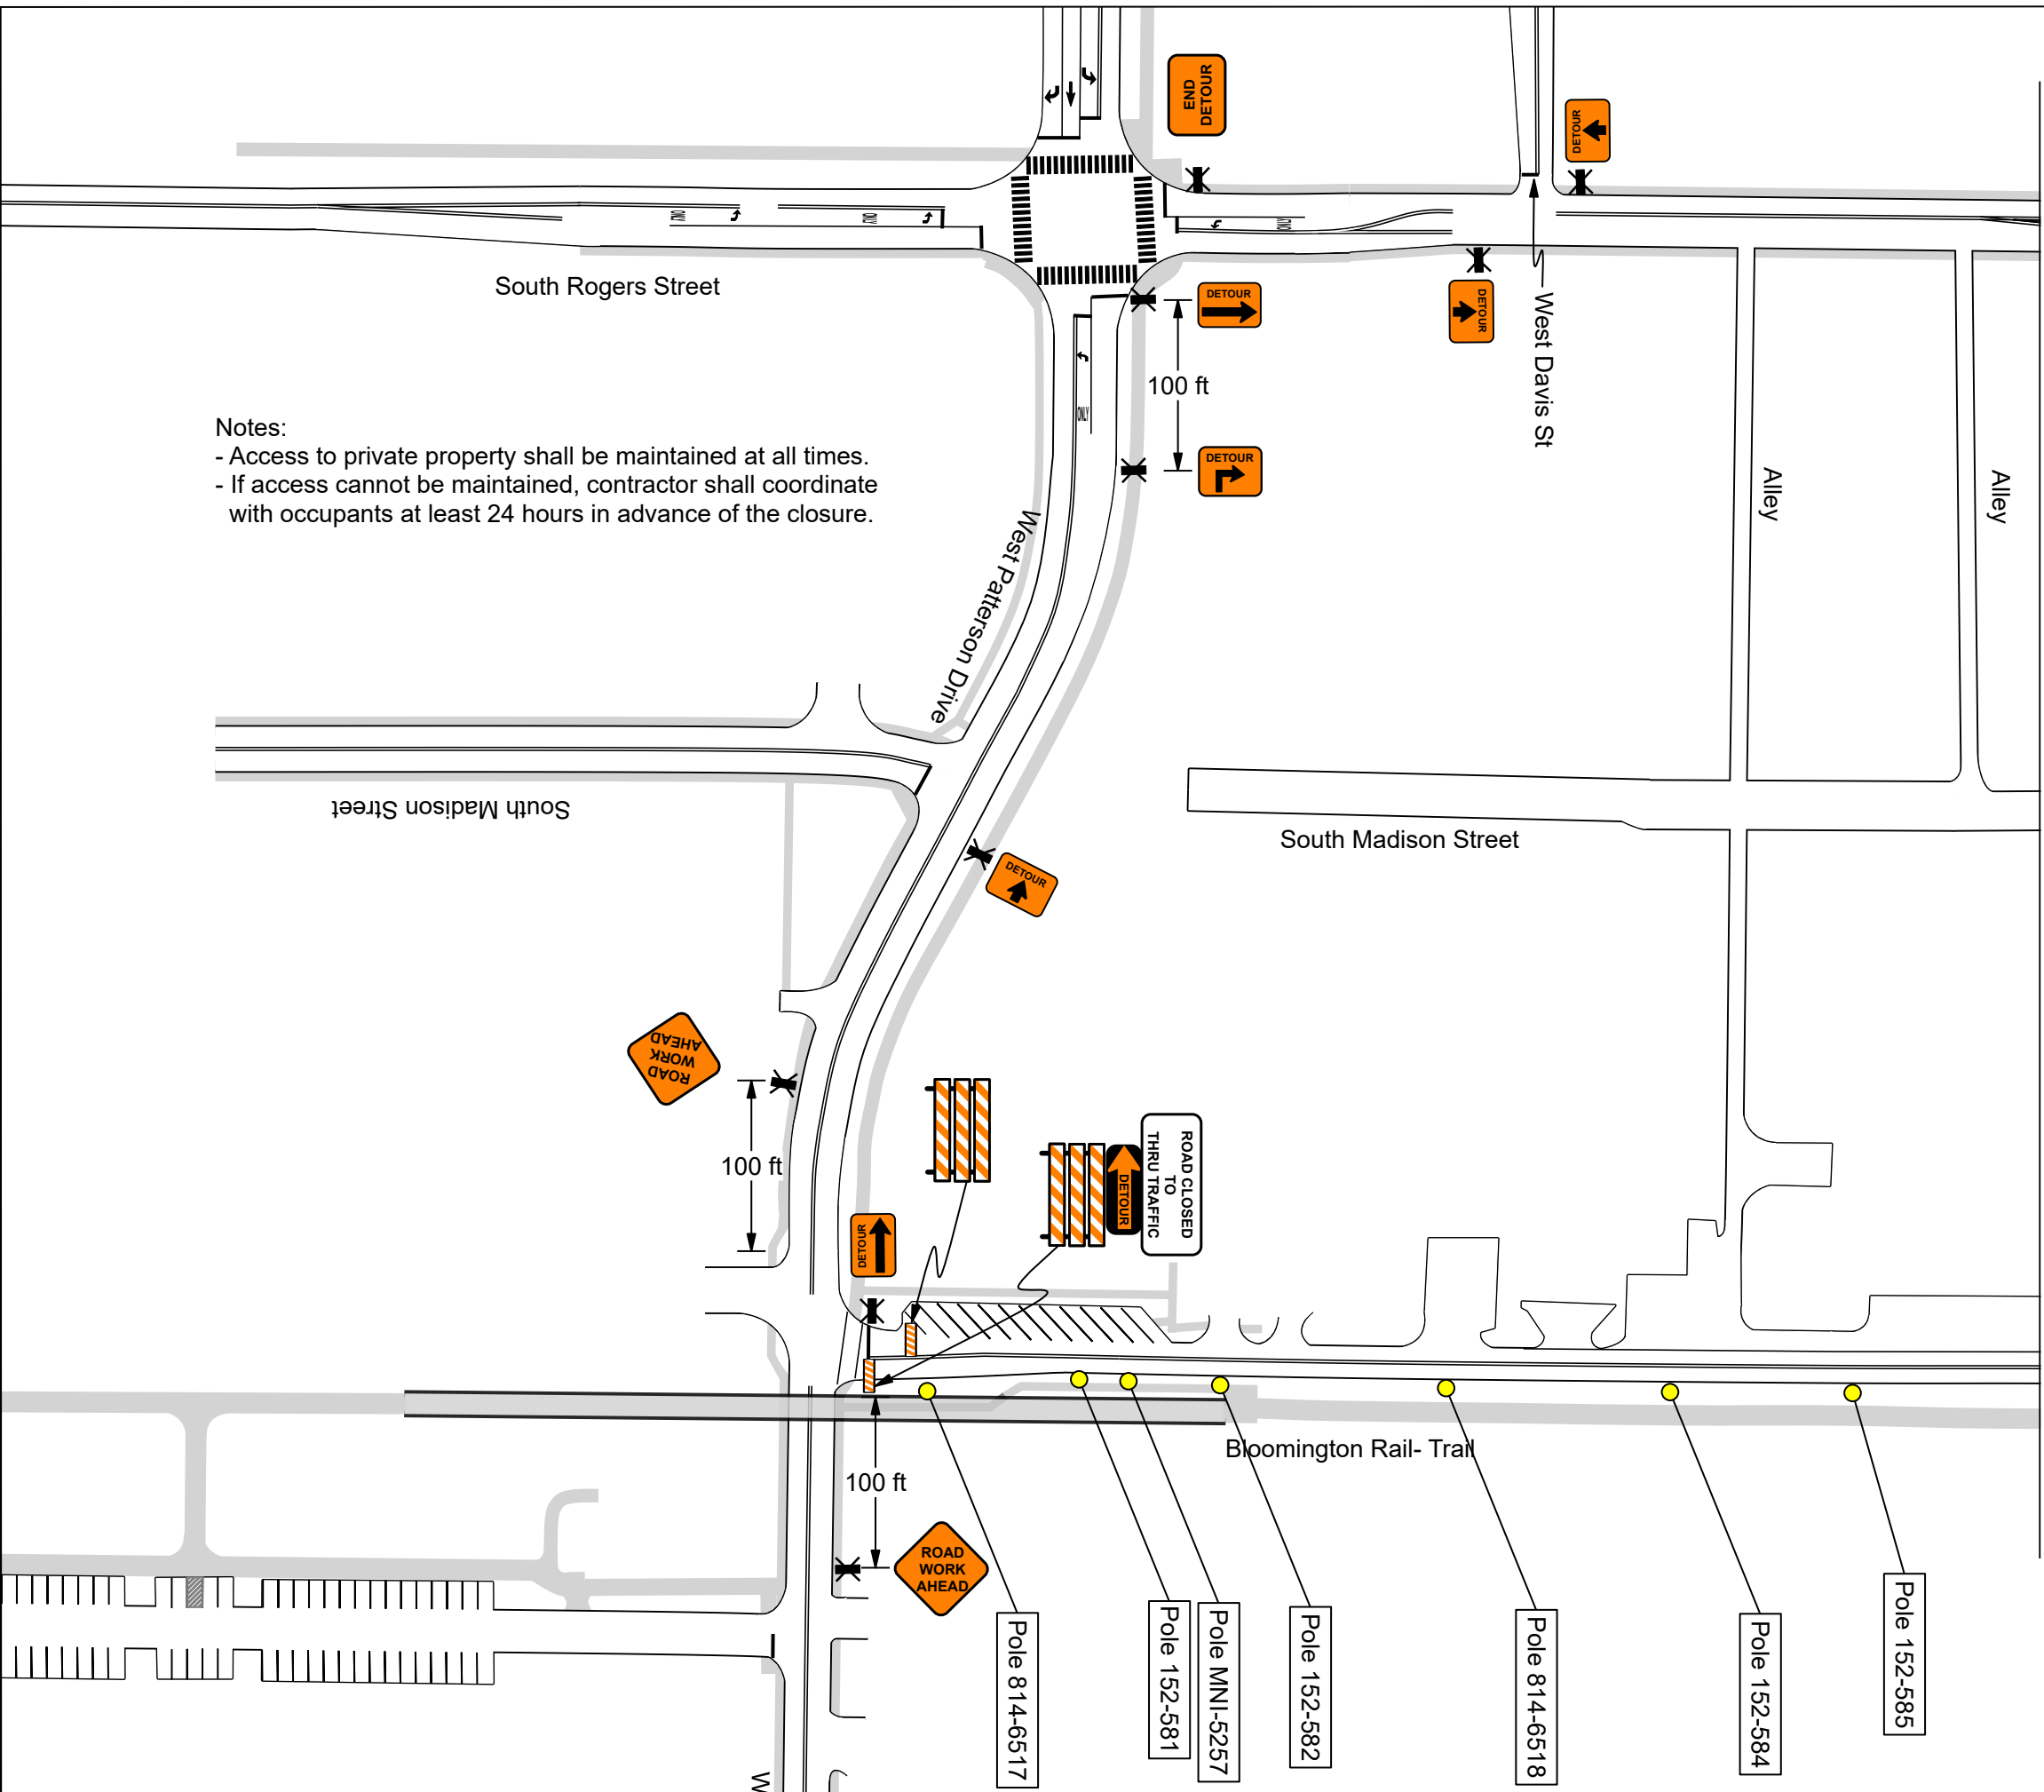 END
DETOUR
DETOUR
ONLY
ONLY
ONLY
South Rogers Street
DETOUR
DETOUR
West Davis St
100 ft
ONLY
DETOUR
Notes:
- Access to private property shall be maintained at all times.
- If access cannot be maintained, contractor shall coordinate
with occupants at least 24 hours in advance of the closure.
Alley
Alley
West Patterson Drive
South Madison Street
South Madison Street
DETOUR
ROAD
WORK
AHEAD
100 ft
ROAD CLOSED
TO
THRU TRAFFIC
DETOUR
DETOUR
Bloomington Rail- Trail
100 ft
ROAD
WORK
AHEAD
Pole 814-6517
Pole 152-581
Pole MNI-5257
Pole 152-582
Pole 814-6518
Pole 152-584
Pole 152-585
W